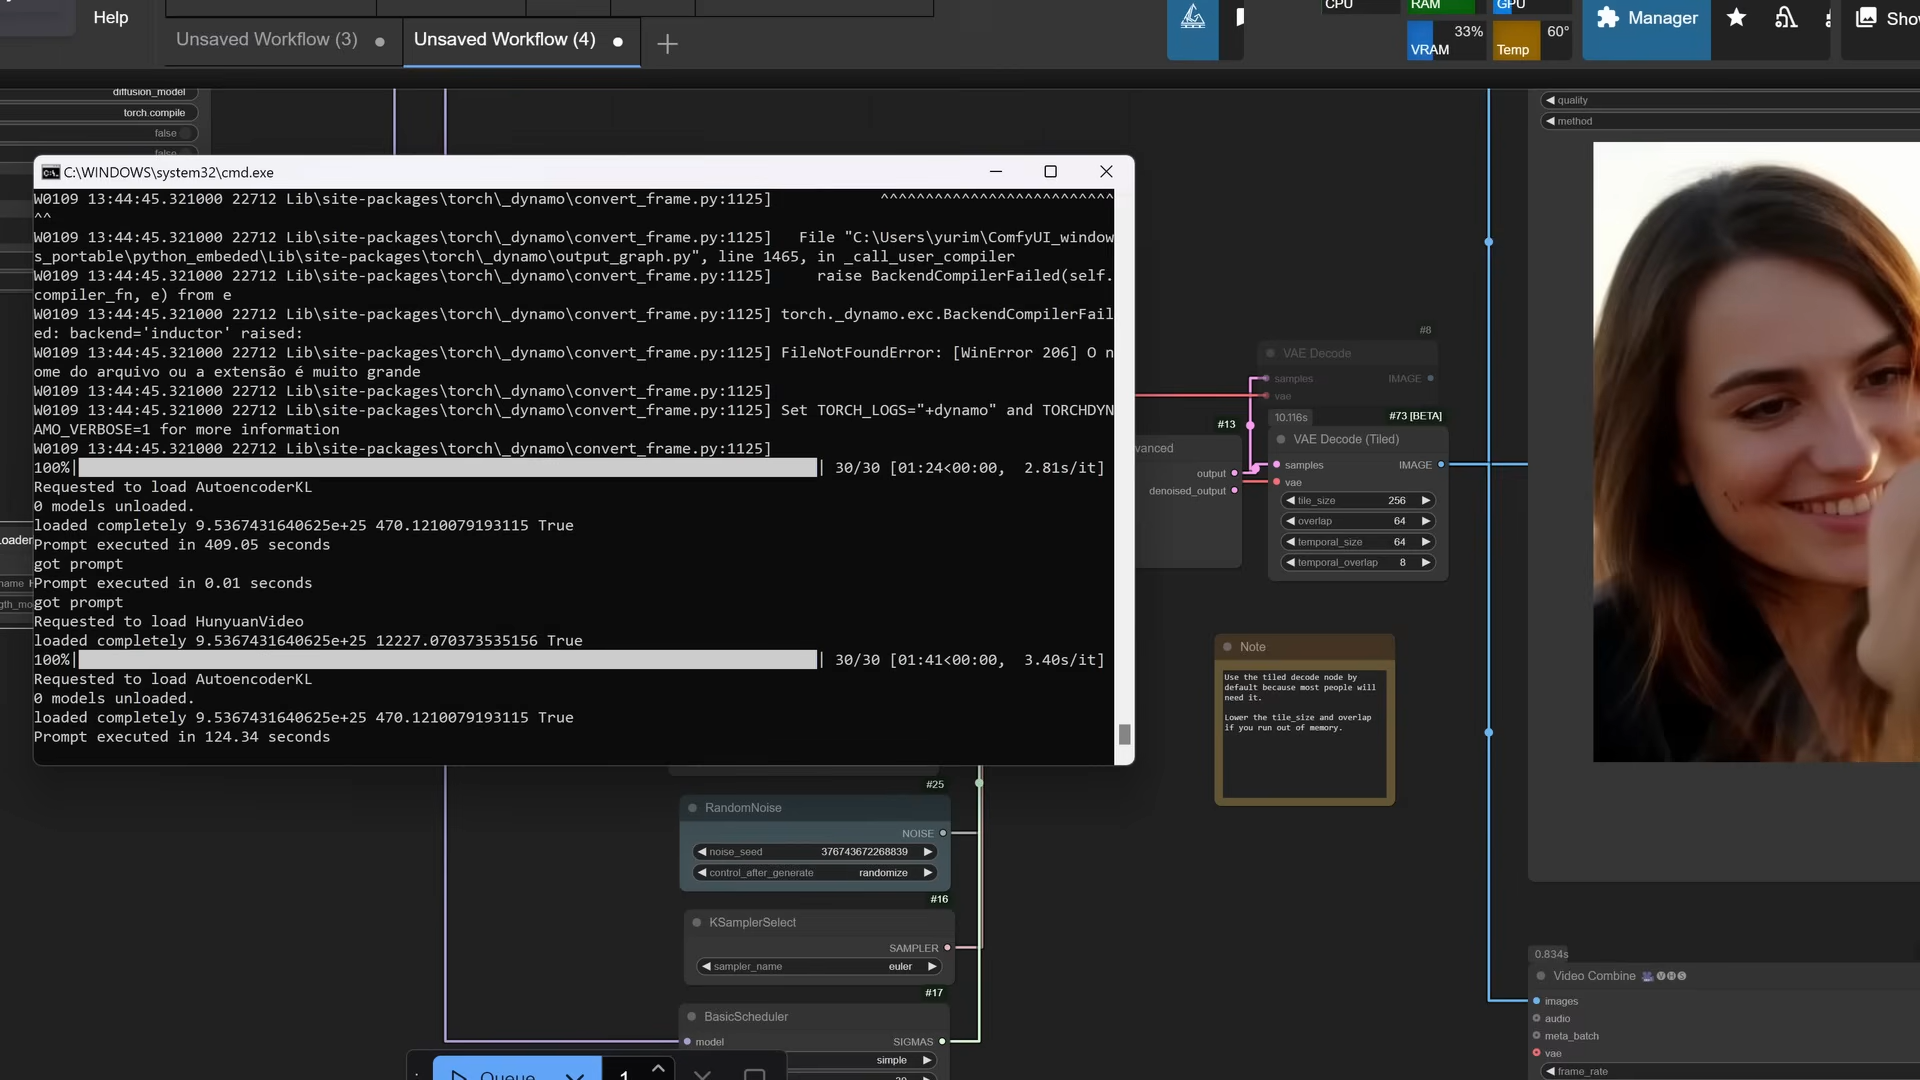 Help
Unsaved Workflow (3)
Unsaved Workflow (4)
CPU
RAM
GPU
VRAM
33%
Temp
60°
Manager
diffusion_model
torch.compile
false
false
quality
method
C:\WINDOWS\system32\cmd.exe
W0109 13:44:45.321000 22712 Lib\site-packages\torch\_dynamo\convert_frame.py:1125]            ^^^^^^^^^^^^^^^^^^^^^^^^^^
^^
W0109 13:44:45.321000 22712 Lib\site-packages\torch\_dynamo\convert_frame.py:1125]   File "C:\Users\yurim\ComfyUI_window
s_portable\python_embeded\Lib\site-packages\torch\_dynamo\output_graph.py", line 1465, in _call_user_compiler
W0109 13:44:45.321000 22712 Lib\site-packages\torch\_dynamo\convert_frame.py:1125]     raise BackendCompilerFailed(self.
compiler_fn, e) from e
W0109 13:44:45.321000 22712 Lib\site-packages\torch\_dynamo\convert_frame.py:1125] torch._dynamo.exc.BackendCompilerFail
ed: backend='inductor' raised:
W0109 13:44:45.321000 22712 Lib\site-packages\torch\_dynamo\convert_frame.py:1125] FileNotFoundError: [WinError 206] O n
ome do arquivo ou a extensão é muito grande
W0109 13:44:45.321000 22712 Lib\site-packages\torch\_dynamo\convert_frame.py:1125]
W0109 13:44:45.321000 22712 Lib\site-packages\torch\_dynamo\convert_frame.py:1125] Set TORCH_LOGS="+dynamo" and TORCHDYN
AMO_VERBOSE=1 for more information
W0109 13:44:45.321000 22712 Lib\site-packages\torch\_dynamo\convert_frame.py:1125]
100%| | 30/30 [01:24<00:00,  2.81s/it]
Requested to load AutoencoderKL
0 models unloaded.
loaded completely 9.5367431640625e+25 470.1210079193115 True
Prompt executed in 409.05 seconds
got prompt
Prompt executed in 0.01 seconds
got prompt
Requested to load HunyuanVideo
loaded completely 9.5367431640625e+25 12227.070373535156 True
100%| | 30/30 [01:41<00:00,  3.40s/it]
Requested to load AutoencoderKL
0 models unloaded.
loaded completely 9.5367431640625e+25 470.1210079193115 True
Prompt executed in 124.34 seconds
#8
VAE Decode
samples
IMAGE
vae
10.116s
#73 [BETA]
#13
VAE Decode (Tiled)
vanced
samples
IMAGE
output
vae
denoised_output
tile_size
256
overlap
64
temporal_size
64
temporal_overlap
8
Note
Use the tiled decode node by
default because most people will
need it.
Lower the tile_size and overlap
if you run out of memory.
#25
RandomNoise
NOISE
noise_seed
376743672268839
control_after_generate
randomize
#16
KSamplerSelect
SAMPLER
sampler_name
euler
#17
BasicScheduler
model
SIGMAS
simple
Queue
1
0.834s
Video Combine
VHS
images
audio
meta_batch
vae
frame_rate